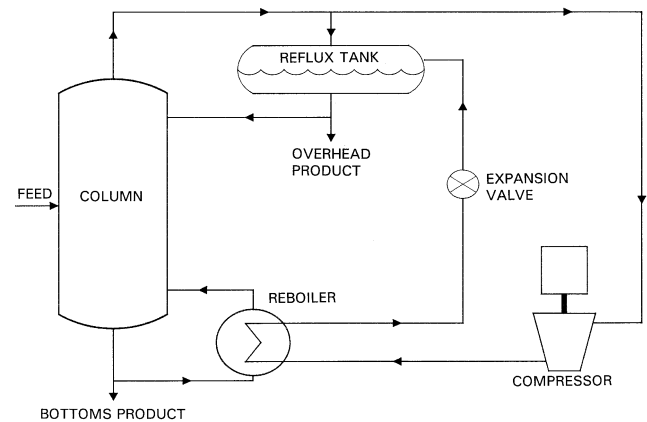 REFLUX TANK
OVERHEAD
PRODUCT
EXPANSION
VALVE
FEED
COLUMN
REBOILER
COMPRESSOR
BOTTOMS PRODUCT